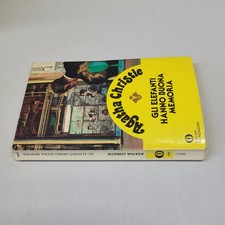 Agatha Christie
GLI ELEFANTI
HANNO BUONA
MEMORIA
AGATHA CHRISTIE
GLI ELEFANTI HANNO BUONA MEMORIA